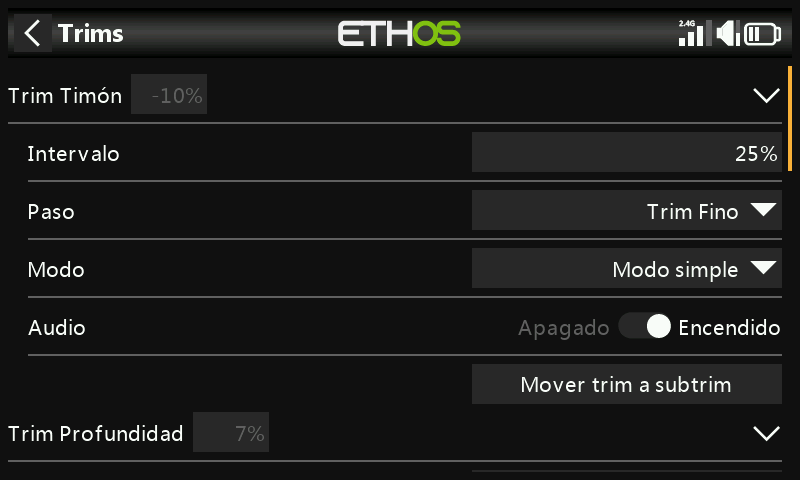 Trims
ETHOS
2.4G
Trim Timón -10%
Intervalo 25%
Paso Trim Fino
Modo Modo simple
Audio Apagado Encendido
Mover trim a subtrim
Trim Profundidad 7%